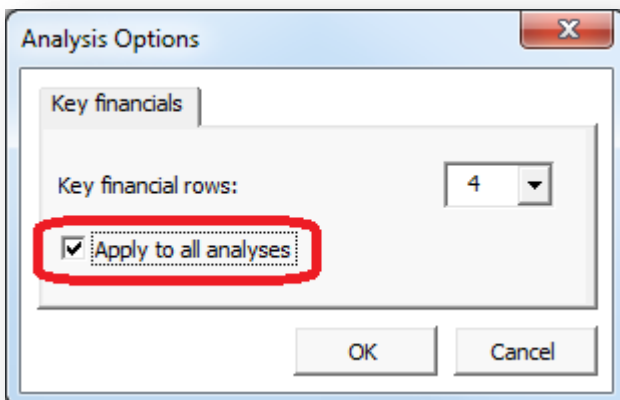 Analysis Options
Key financials
Key financial rows: 4
Apply to all analyses
OK Cancel